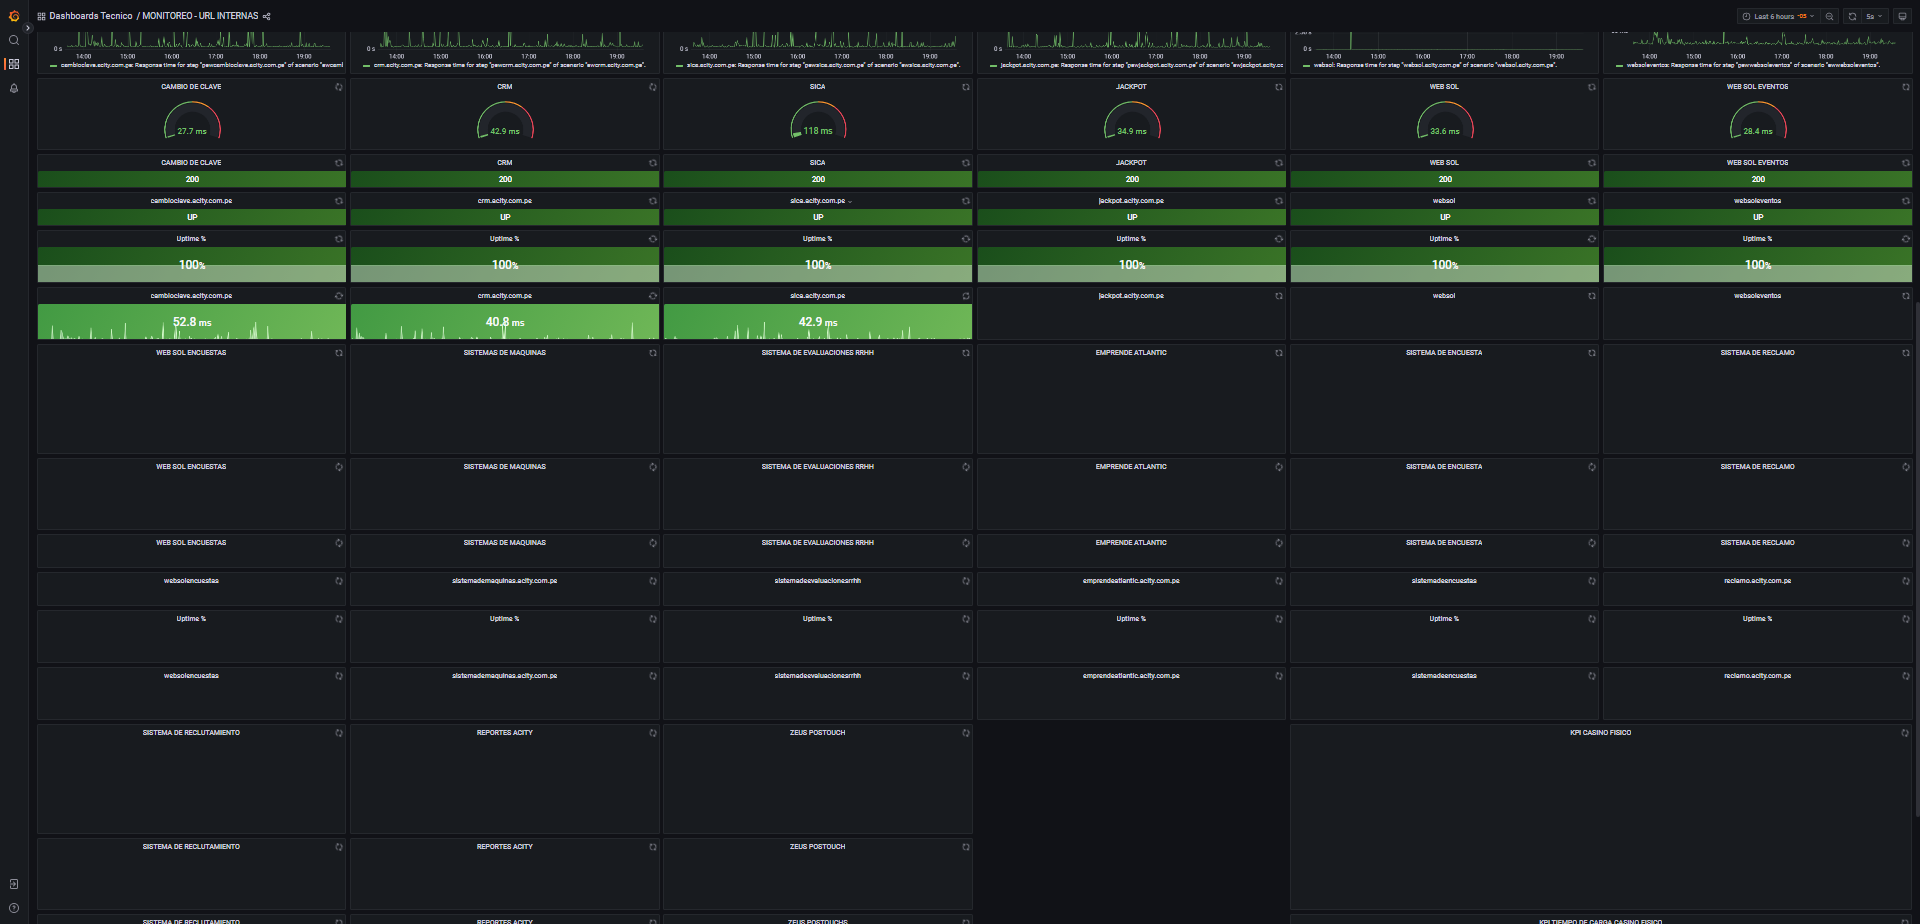 Dashboards Tecnico / MONITOREO - URL INTERNAS
Last 6 hours -05
5s
0 s 0 s 0 s 0 s 0 s
14:00 15:00 16:00 17:00 18:00 19:00
14:00 15:00 16:00 17:00 18:00 19:00
14:00 15:00 16:00 17:00 18:00 19:00
14:00 15:00 16:00 17:00 18:00 19:00
14:00 15:00 16:00 17:00 18:00 19:00
14:00 15:00 16:00 17:00 18:00 19:00
cambioclave.acity.com.pe: Response time for step "pewcambioclave.acity.com.pe" of scenario "ewcaml
crm.acity.com.pe: Response time for step "pewcrm.acity.com.pe" of scenario "ewcrm.acity.com.pe".
sica.acity.com.pe: Response time for step "pewsica.acity.com.pe" of scenario "ewsica.acity.com.pe".
jackpot.acity.com.pe: Response time for step "pewjackpot.acity.com.pe" of scenario "ewjackpot.acity.cc
websol: Response time for step "websol.acity.com.pe" of scenario "websol.acity.com.pe".
websoleventos: Response time for step "pewwebsoleventos" of scenario "ewwebsoleventos".
CAMBIO DE CLAVE CRM SICA JACKPOT WEB SOL WEB SOL EVENTOS
27.7 ms 42.9 ms 118 ms 34.9 ms 33.6 ms 28.4 ms
CAMBIO DE CLAVE CRM SICA JACKPOT WEB SOL WEB SOL EVENTOS
200 200 200 200 200 200
cambioclave.acity.com.pe crm.acity.com.pe sica.acity.com.pe jackpot.acity.com.pe websol websoleventos
UP UP UP UP UP UP
Uptime % Uptime % Uptime % Uptime % Uptime % Uptime %
100% 100% 100% 100% 100% 100%
cambioclave.acity.com.pe crm.acity.com.pe sica.acity.com.pe jackpot.acity.com.pe websol websoleventos
52.8 ms 40.8 ms 42.9 ms
WEB SOL ENCUESTAS SISTEMAS DE MAQUINAS SISTEMA DE EVALUACIONES RRHH EMPRENDE ATLANTIC SISTEMA DE ENCUESTA SISTEMA DE RECLAMO
WEB SOL ENCUESTAS SISTEMAS DE MAQUINAS SISTEMA DE EVALUACIONES RRHH EMPRENDE ATLANTIC SISTEMA DE ENCUESTA SISTEMA DE RECLAMO
WEB SOL ENCUESTAS SISTEMAS DE MAQUINAS SISTEMA DE EVALUACIONES RRHH EMPRENDE ATLANTIC SISTEMA DE ENCUESTA SISTEMA DE RECLAMO
websolencuestas sistemademaquinas.acity.com.pe sistemadeevaluacionesrrhh emprendeatlantic.acity.com.pe sistemadeencuestas reclamo.acity.com.pe
Uptime % Uptime % Uptime % Uptime % Uptime % Uptime %
websolencuestas sistemademaquinas.acity.com.pe sistemadeevaluacionesrrhh emprendeatlantic.acity.com.pe sistemadeencuestas reclamo.acity.com.pe
SISTEMA DE RECLUTAMIENTO REPORTES ACITY ZEUS POSTOUCH KPI CASINO FISICO
SISTEMA DE RECLUTAMIENTO REPORTES ACITY ZEUS POSTOUCH
SISTEMA DE RECLUTAMIENTO REPORTES ACITY ZEUS POSTOUCHS KPI TIEMPO DE CARGA CASINO FISICO